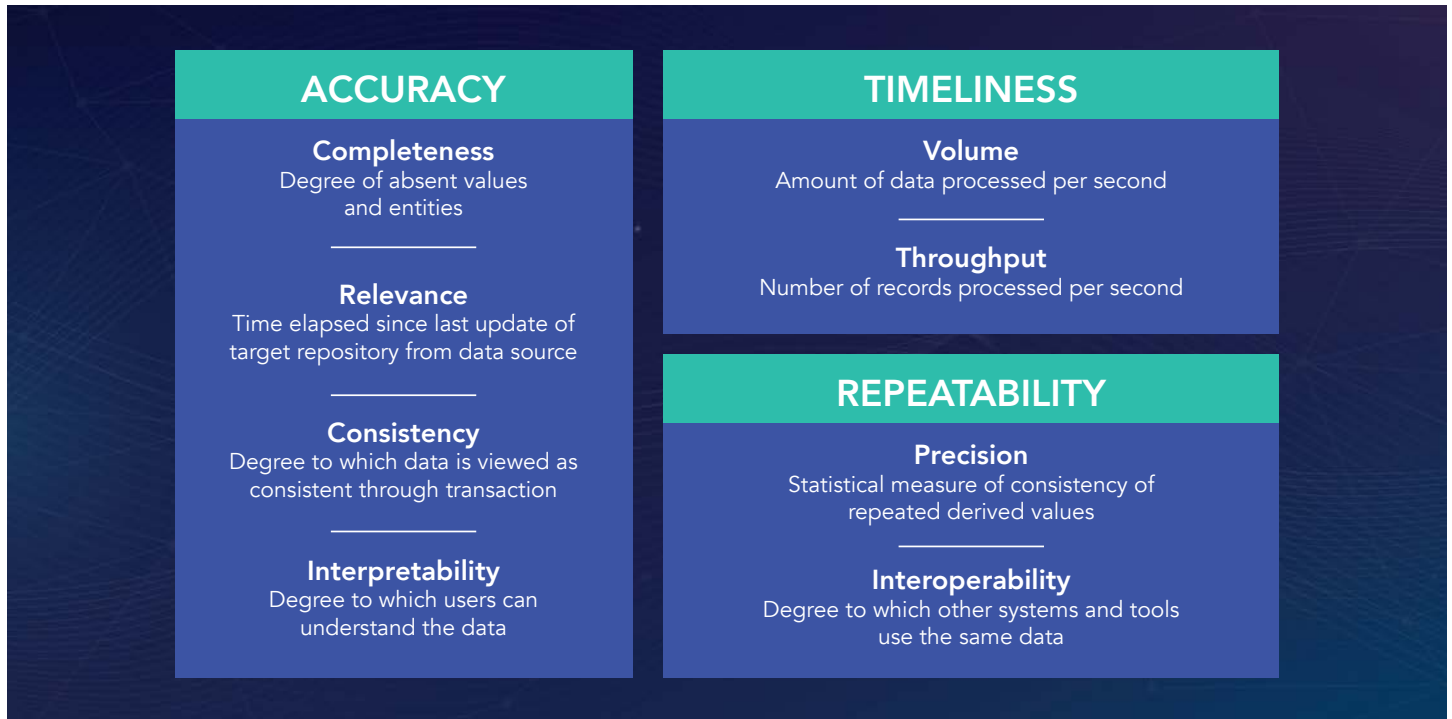 ACCURACY
Completeness
Degree of absent values
and entities
Relevance
Time elapsed since last update of
target repository from data source
Consistency
Degree to which data is viewed as
consistent through transaction
Interpretability
Degree to which users can
understand the data
TIMELINESS
Volume
Amount of data processed per second
Throughput
Number of records processed per second
REPEATABILITY
Precision
Statistical measure of consistency of
repeated derived values
Interoperability
Degree to which other systems and tools
use the same data